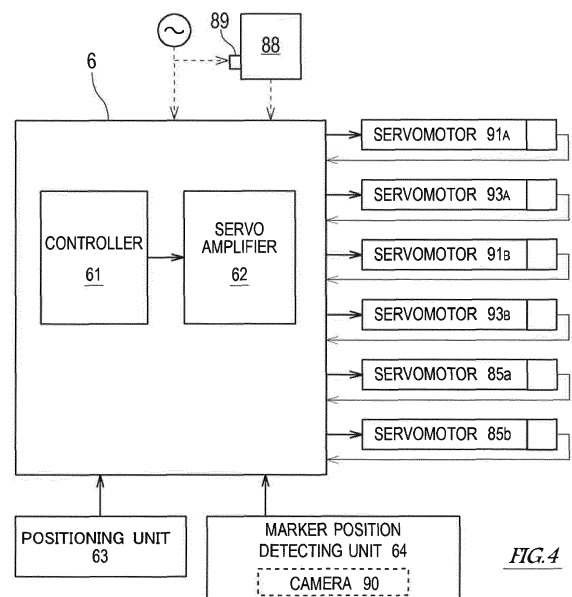 89
88
6
SERVOMOTOR 91A
SERVOMOTOR 93A
SERVOMOTOR 91B
SERVOMOTOR 93B
SERVOMOTOR 85a
SERVOMOTOR 85b
CONTROLLER
61
SERVO
AMPLIFIER
62
POSITIONING UNIT
63
MARKER POSITION
DETECTING UNIT 64
CAMERA 90
FIG.4